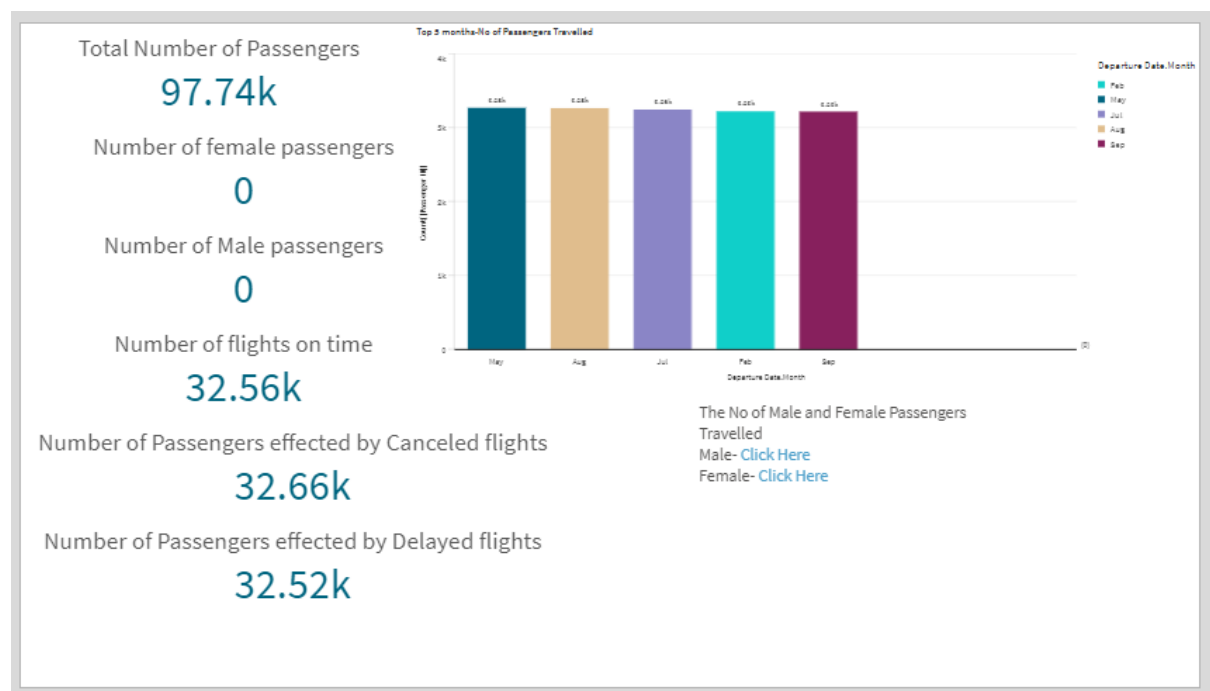 Total Number of Passengers
97.74k
Number of female passengers
0
Number of Male passengers
0
Number of flights on time
32.56k
Number of Passengers effected by Canceled flights
32.66k
Number of Passengers effected by Delayed flights
32.52k
months-No of Passengers Travelled
4k
3k
2k
1k
0
May
Aug
Jul
Feb
Sep
Departure Date.Month
Departure Date.Month
Feb
May
Jul
Aug
Sep
The No of Male and Female Passengers
Travelled
Male- Click Here
Female- Click Here